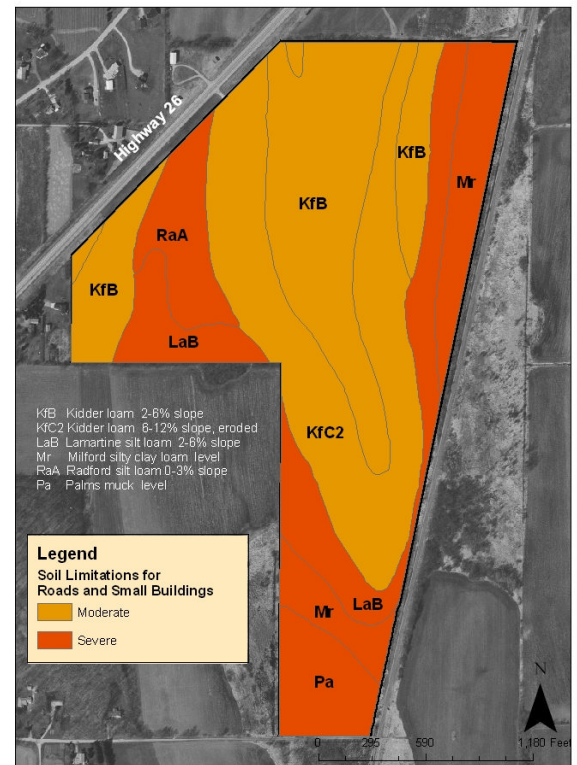 Highway 26
KfB
Mr
KfB
RaA
KfB
LaB
KfB Kidder loam 2-6% slope
KfC2 Kidder loam 6-12% slope, eroded
LaB Lamartine silt loam 2-6% slope
Mr Milford silty clay loam level
RaA Radford silt loam 0-3% slope
Pa Palms muck level
KfC2
Legend
Soil Limitations for
Roads and Small Buildings
Moderate
Severe
Mr
LaB
Pa
N
0 295 590 1,180 Feet